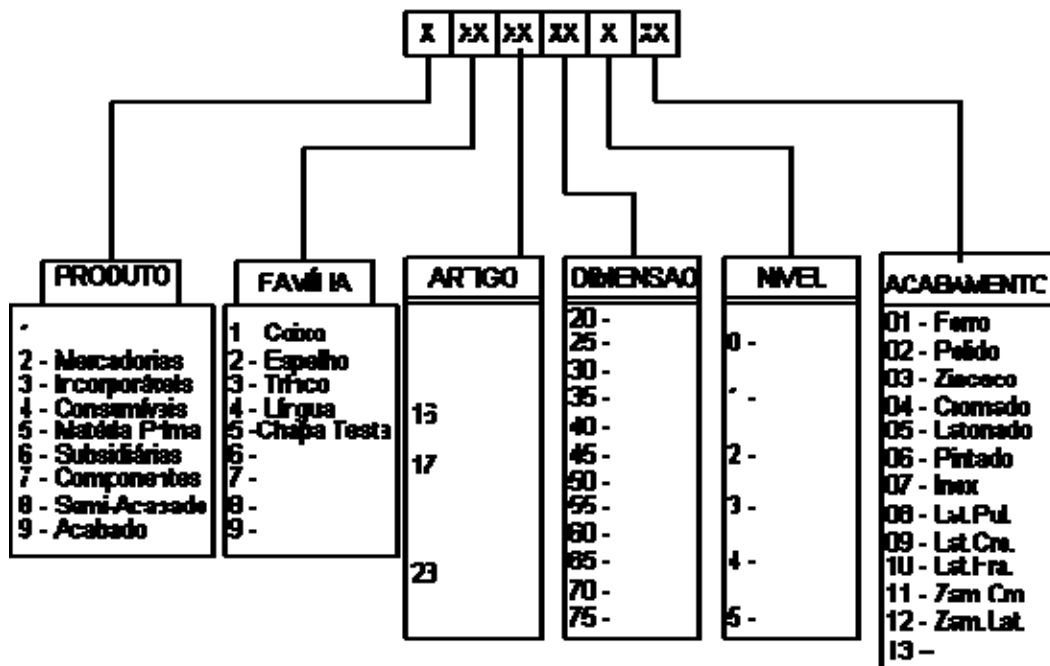 X XX XX XX X XX
PRODUTO
-
2 - Mercadorias
3 - Incorporáveis
4 - Consumíveis
5 - Matéria Prima
6 - Subsidiárias
7 - Componentes
8 - Semi-Acabado
9 - Acabado
FAMÍLIA
1 Caixa
2 - Espelho
3 - Trinco
4 - Língua
5 -Chapa Testa
6 -
7 -
8 -
9 -
ARTIGO
16
17
23
DIMENSAO
20 -
25 -
30 -
35 -
40 -
45 -
50 -
55 -
60 -
65 -
70 -
75 -
NIVEL
0 -
1 -
2 -
3 -
4 -
5 -
ACABAMENTO
01 - Ferro
02 - Polido
03 - Zincado
04 - Cromado
05 - Latonado
06 - Pintado
07 - Inox
08 - Lat.Pul.
09 - Lat.Cro.
10 - Lat.Fra.
11 - Zam.Cro
12 - Zam.Lat.
13 –